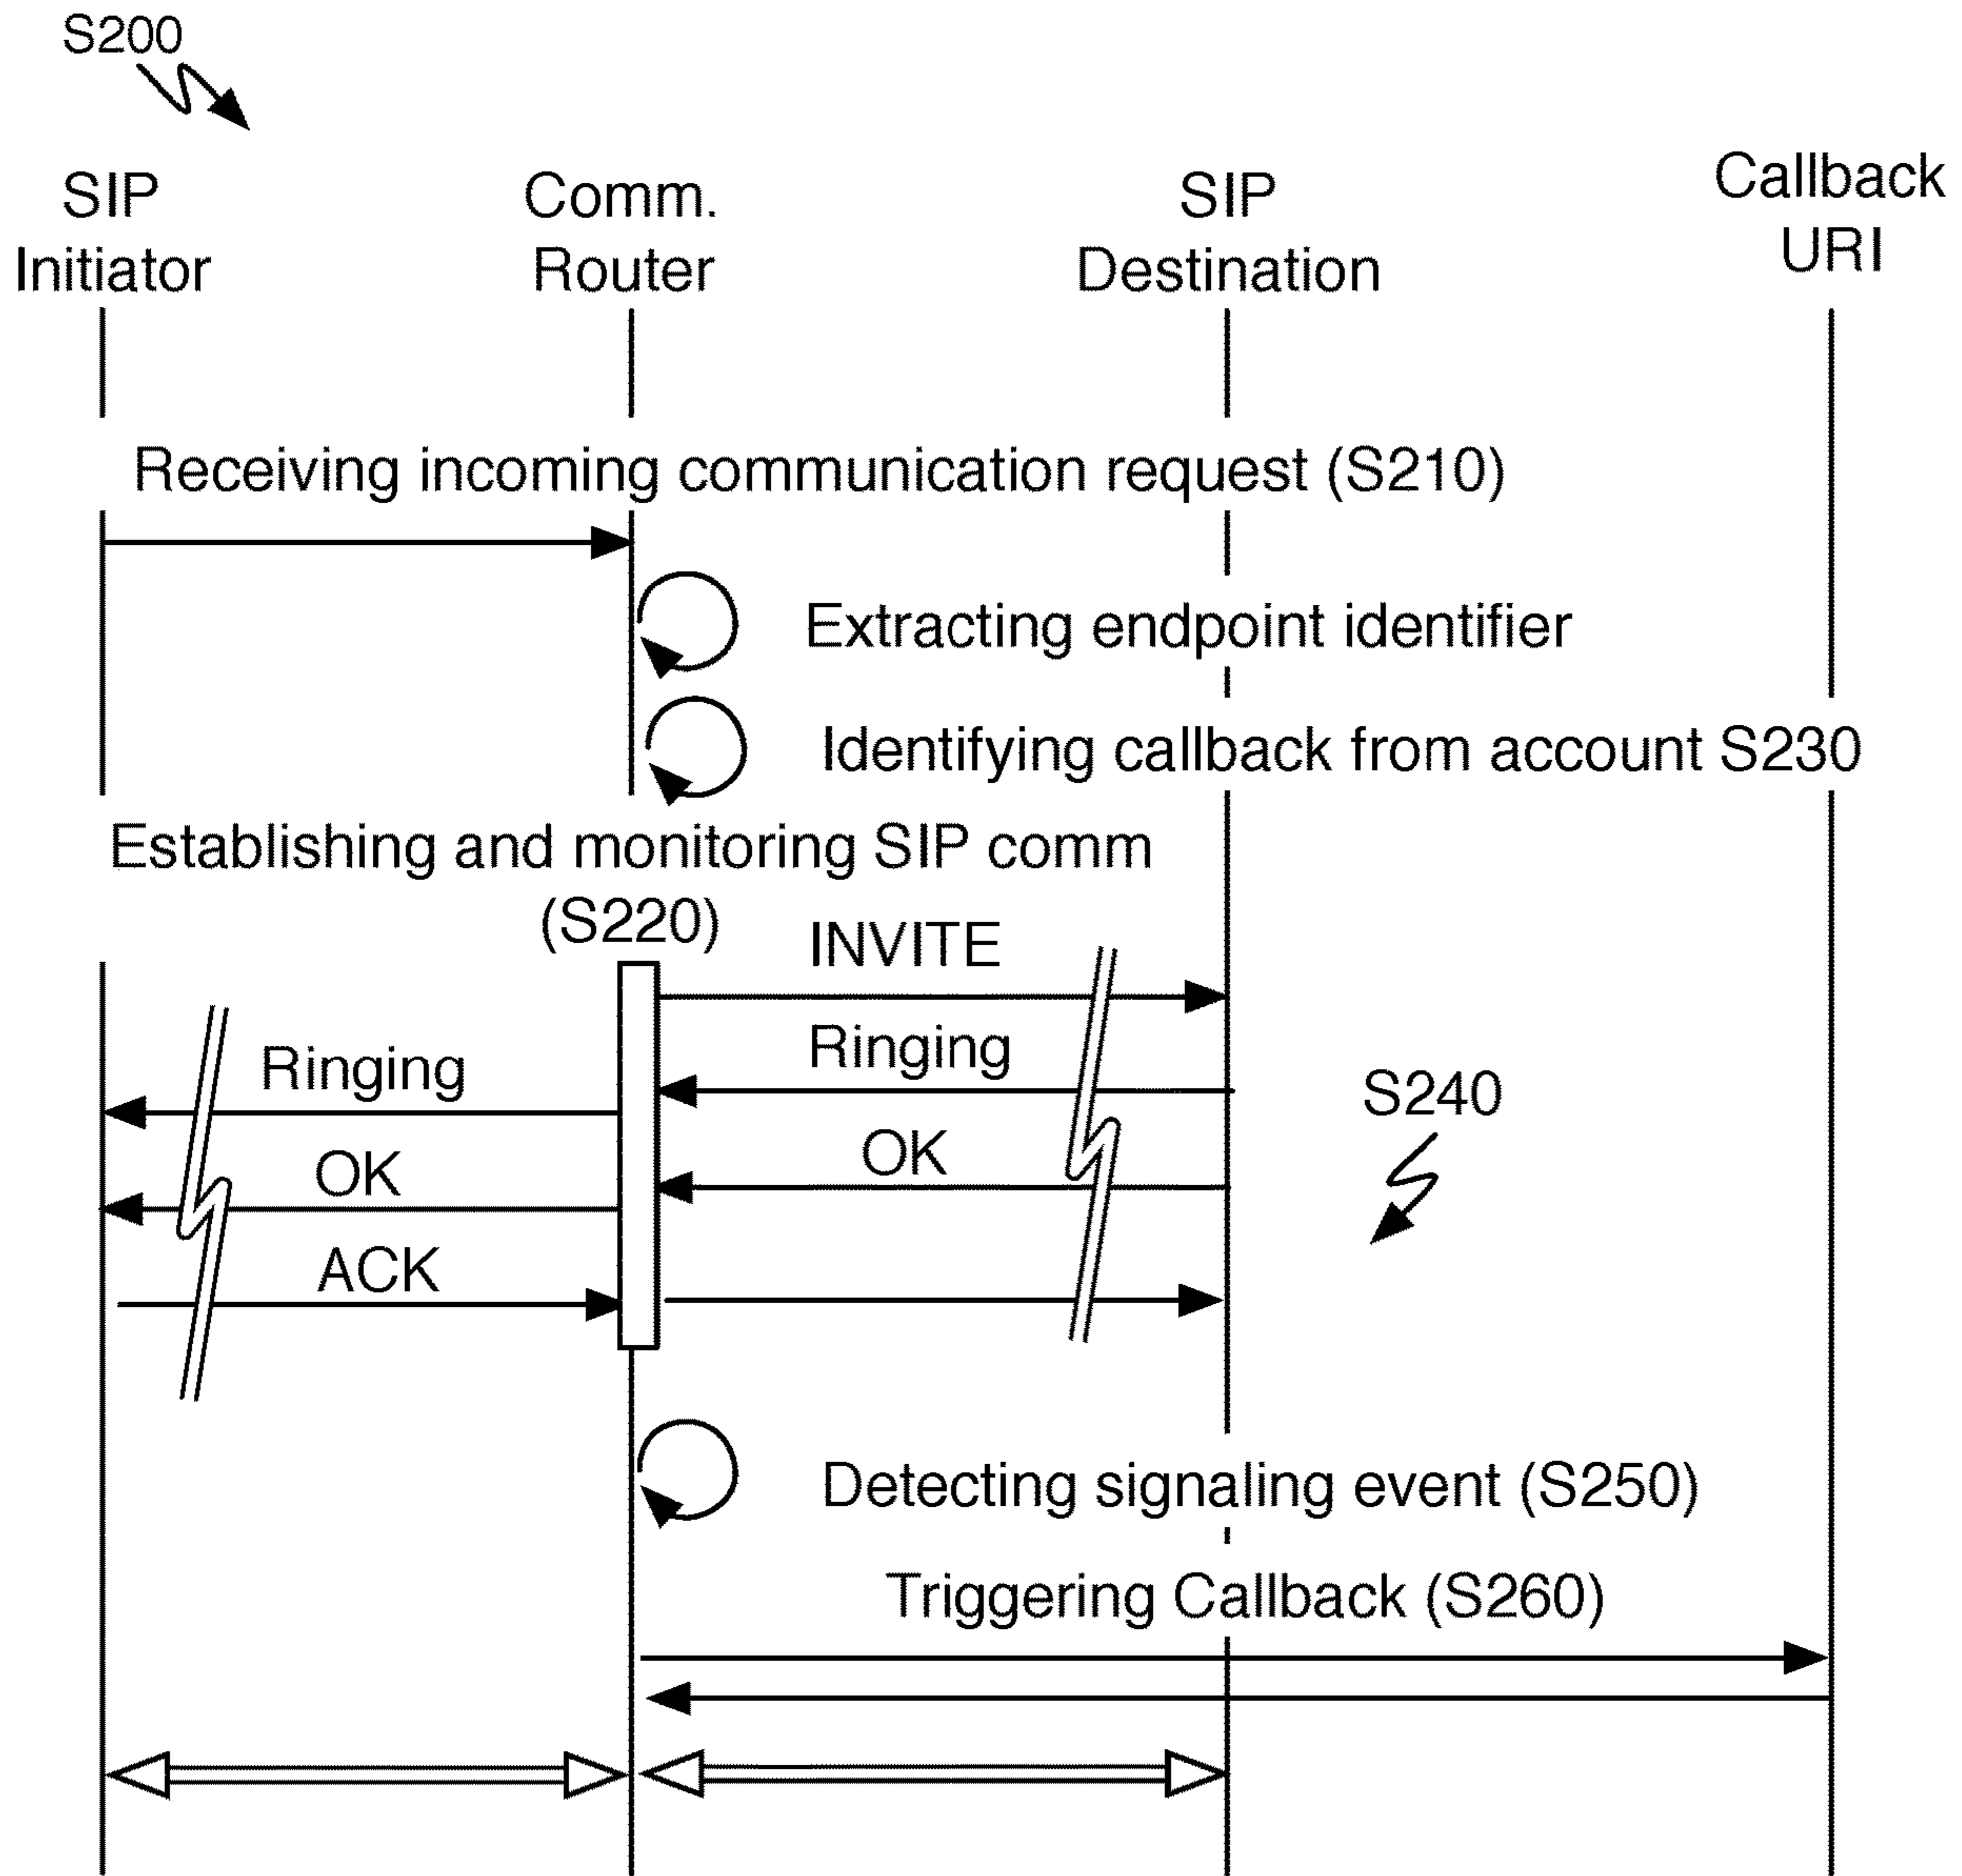 S200
SIP
Initiator
Comm.
Router
SIP
Destination
Callback
URI
Receiving incoming communication request (S210)
Extracting endpoint identifier
Identifying callback from account S230
Establishing and monitoring SIP comm
(S220)
INVITE
Ringing
Ringing
S240
OK
OK
ACK
Detecting signaling event (S250)
Triggering Callback (S260)